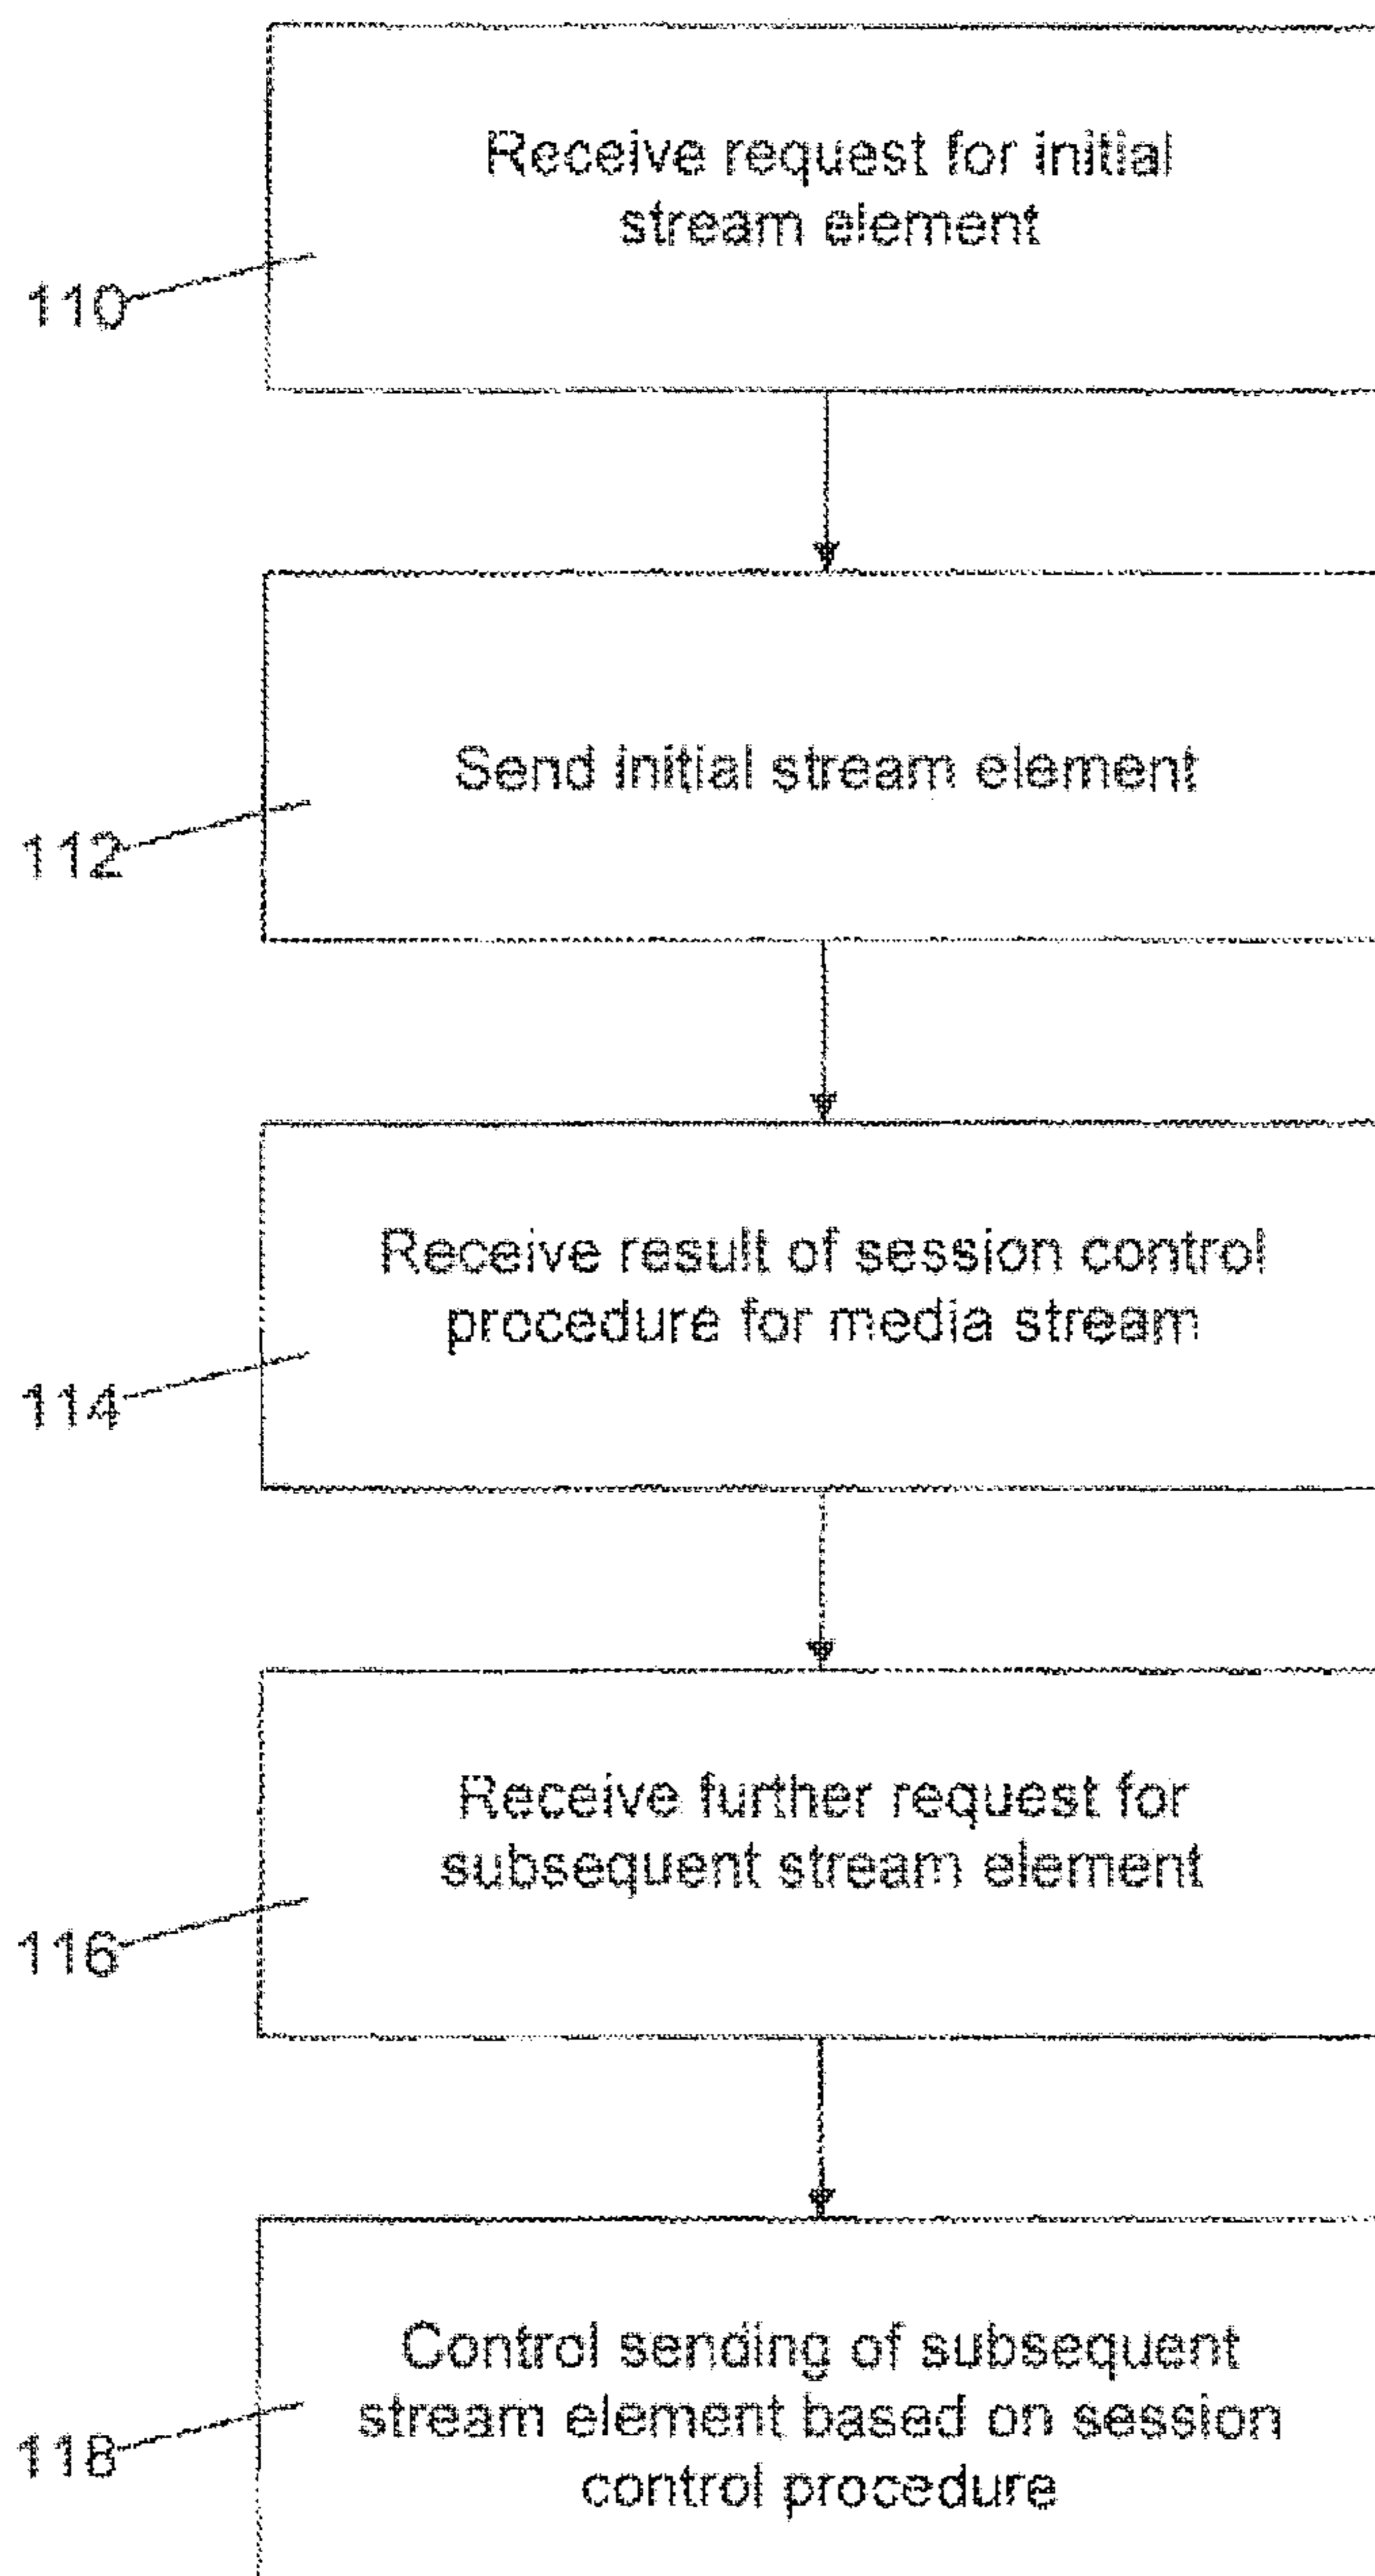 Receive request for initial
stream element
110
Send initial stream element
112
Receive result of session control
procedure for media stream
114
Receive further request for
subsequent stream element
116
Control sending of subsequent
stream element based on session
control procedure
118